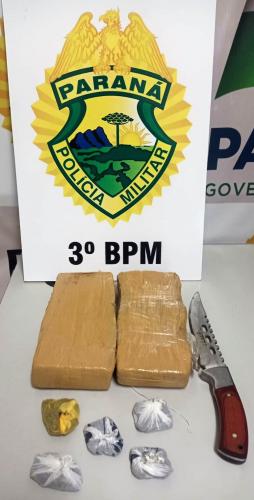 PARANÁ
POLÍCIA MILITAR
3º BPM
PA
GOVE